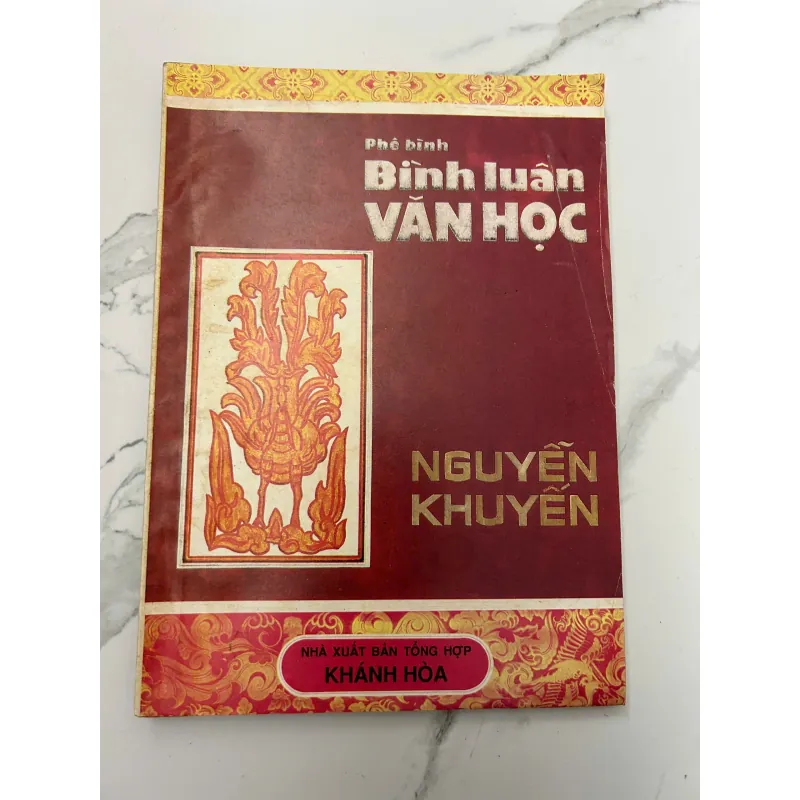 Phê bình
Bình luận
VĂN HỌC
NGUYỄN
KHUYẾN
NHÀ XUẤT BẢN TỔNG HỢP
KHÁNH HÒA